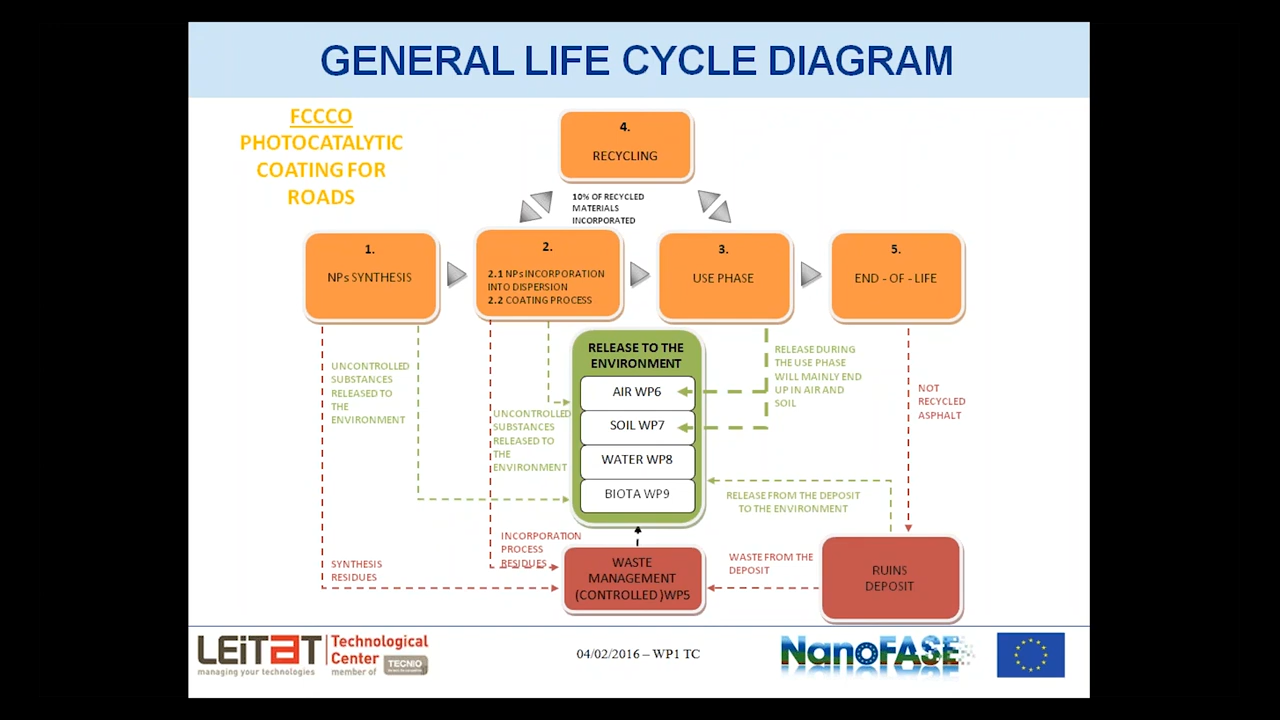 GENERAL LIFE CYCLE DIAGRAM
FCCCO
PHOTOCATALYTIC
COATING FOR
ROADS
4.
RECYCLING
10% OF RECYCLED
MATERIALS
INCORPORATED
1.
NPs SYNTHESIS
2.
2.1 NPs INCORPORATION
INTO DISPERSION
2.2 COATING PROCESS
3.
USE PHASE
5.
END - OF - LIFE
UNCONTROLLED
SUBSTANCES
RELEASED TO
THE
ENVIRONMENT
UNCONTROLLED
SUBSTANCES
RELEASED TO
THE
ENVIRONMENT
RELEASE TO THE
ENVIRONMENT
AIR WP6
SOIL WP7
WATER WP8
BIOTA WP9
RELEASE DURING
THE USE PHASE
WILL MAINLY END
UP IN AIR AND
SOIL
NOT
RECYCLED
ASPHALT
RELEASE FROM THE DEPOSIT
TO THE ENVIRONMENT
INCORPORATION
PROCESS
RESIDUES
SYNTHESIS
RESIDUES
WASTE
MANAGEMENT
(CONTROLLED )WP5
WASTE FROM THE
DEPOSIT
RUINS
DEPOSIT
LEITAT
managing your technologies
Technological
Center
member of TECNIO
04/02/2016 – WP1 TC
NanoFASE